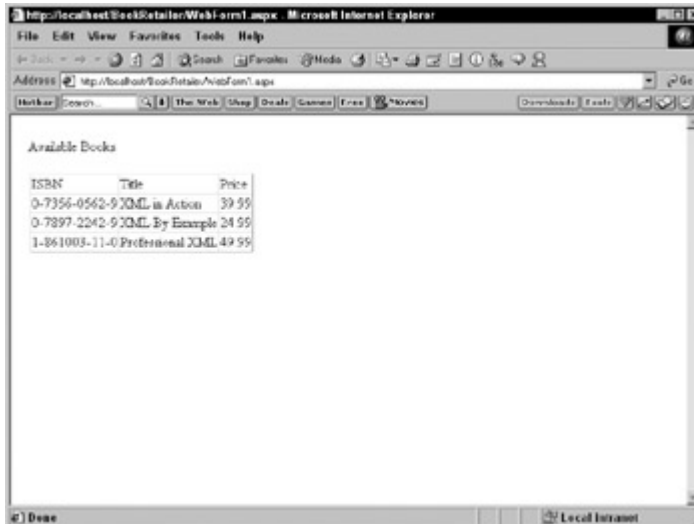 http://localhost/BookRetailer/WebForm1.aspx - Microsoft Internet Explorer
File Edit View Favorites Tools Help
Back Search Favorites Media
Address http://localhost/BookRetailer/WebForm1.aspx Go
Hotbar Search... The Web Shop Deals Games Free Movies Downloads Tools
Available Books
ISBN Title Price
0-7356-0562-9 XML in Action 39.99
0-7897-2242-9 XML By Example 24.99
1-861003-11-0 Professional XML 49.99
Done Local intranet